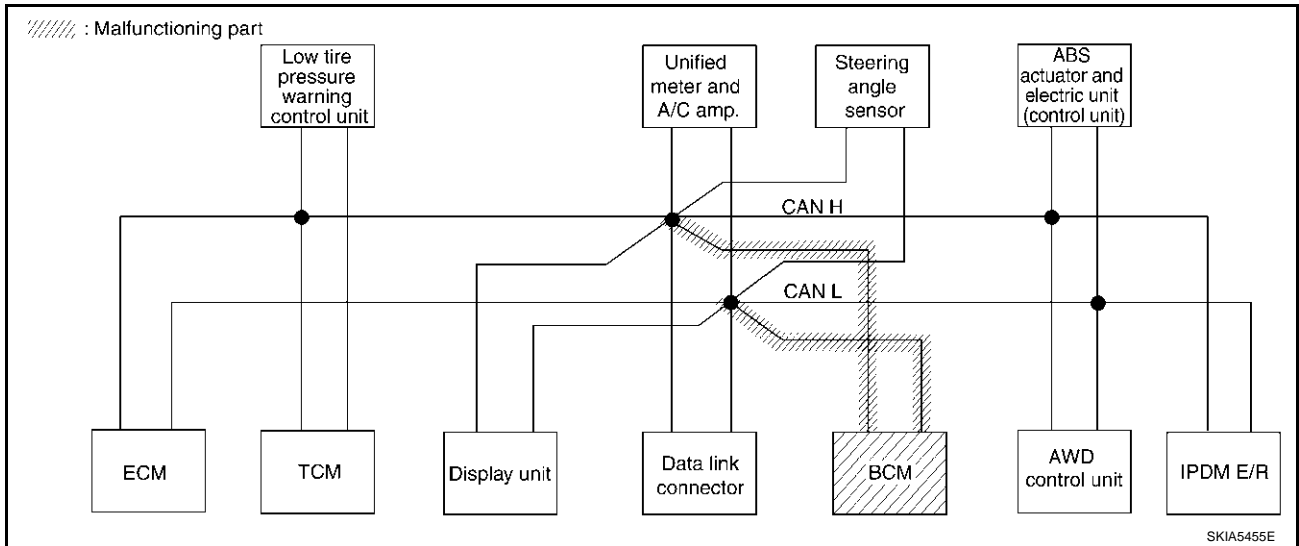 : Malfunctioning part
Low tire
pressure
warning
control unit
Unified
meter and
A/C amp.
Steering
angle
sensor
ABS
actuator and
electric unit
(control unit)
CAN H
CAN L
ECM
TCM
Display unit
Data link
connector
BCM
AWD
control unit
IPDM E/R
SKIA5455E